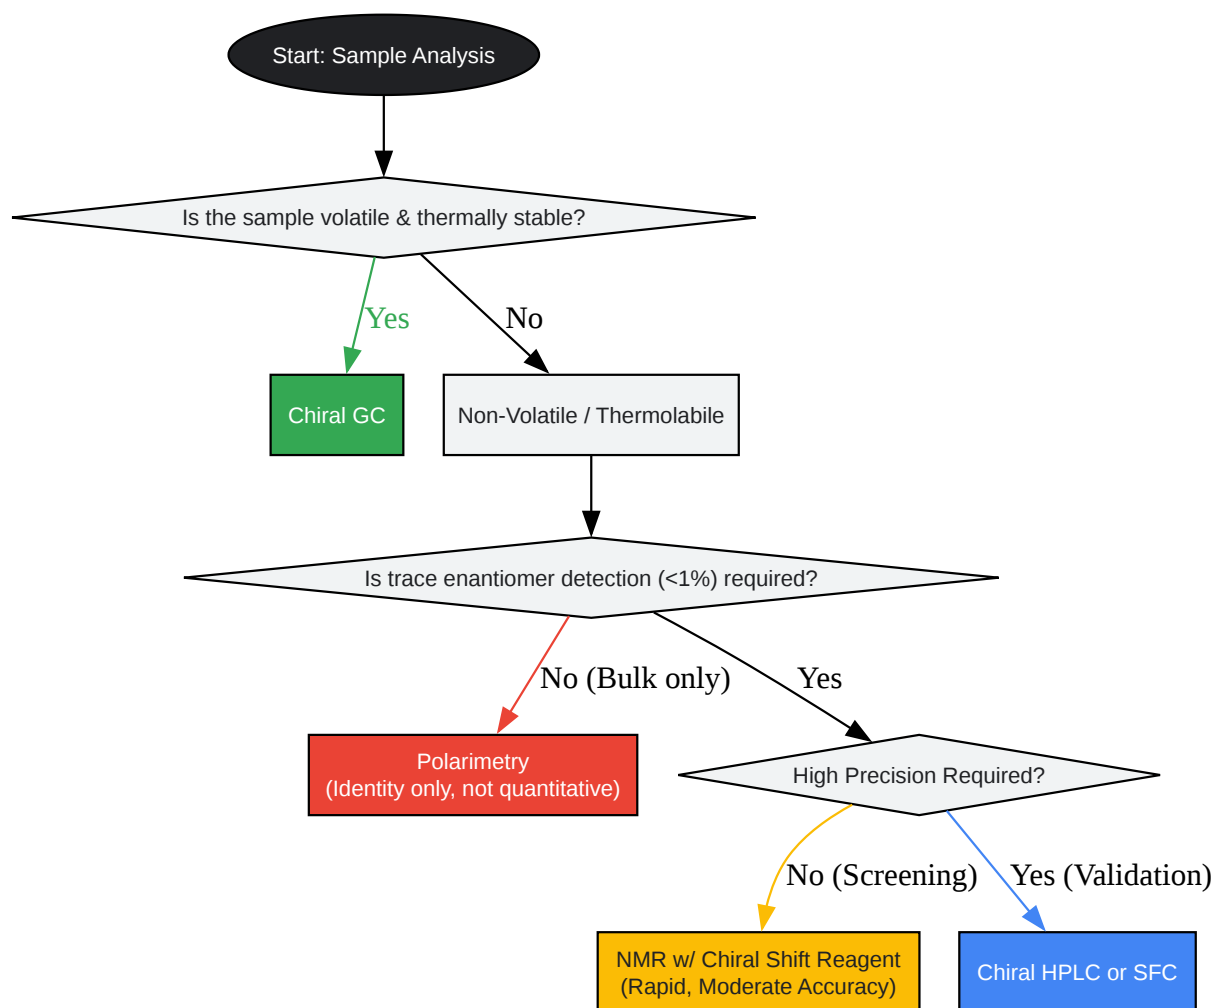 Start: Sample Analysis
Is the sample volatile & thermally stable?
Yes
No
Chiral GC
Non-Volatile / Thermolabile
Is trace enantiomer detection (<1%) required?
No (Bulk only)
Yes
Polarimetry
(Identity only, not quantitative)
High Precision Required?
No (Screening)
Yes (Validation)
NMR w/ Chiral Shift Reagent
(Rapid, Moderate Accuracy)
Chiral HPLC or SFC